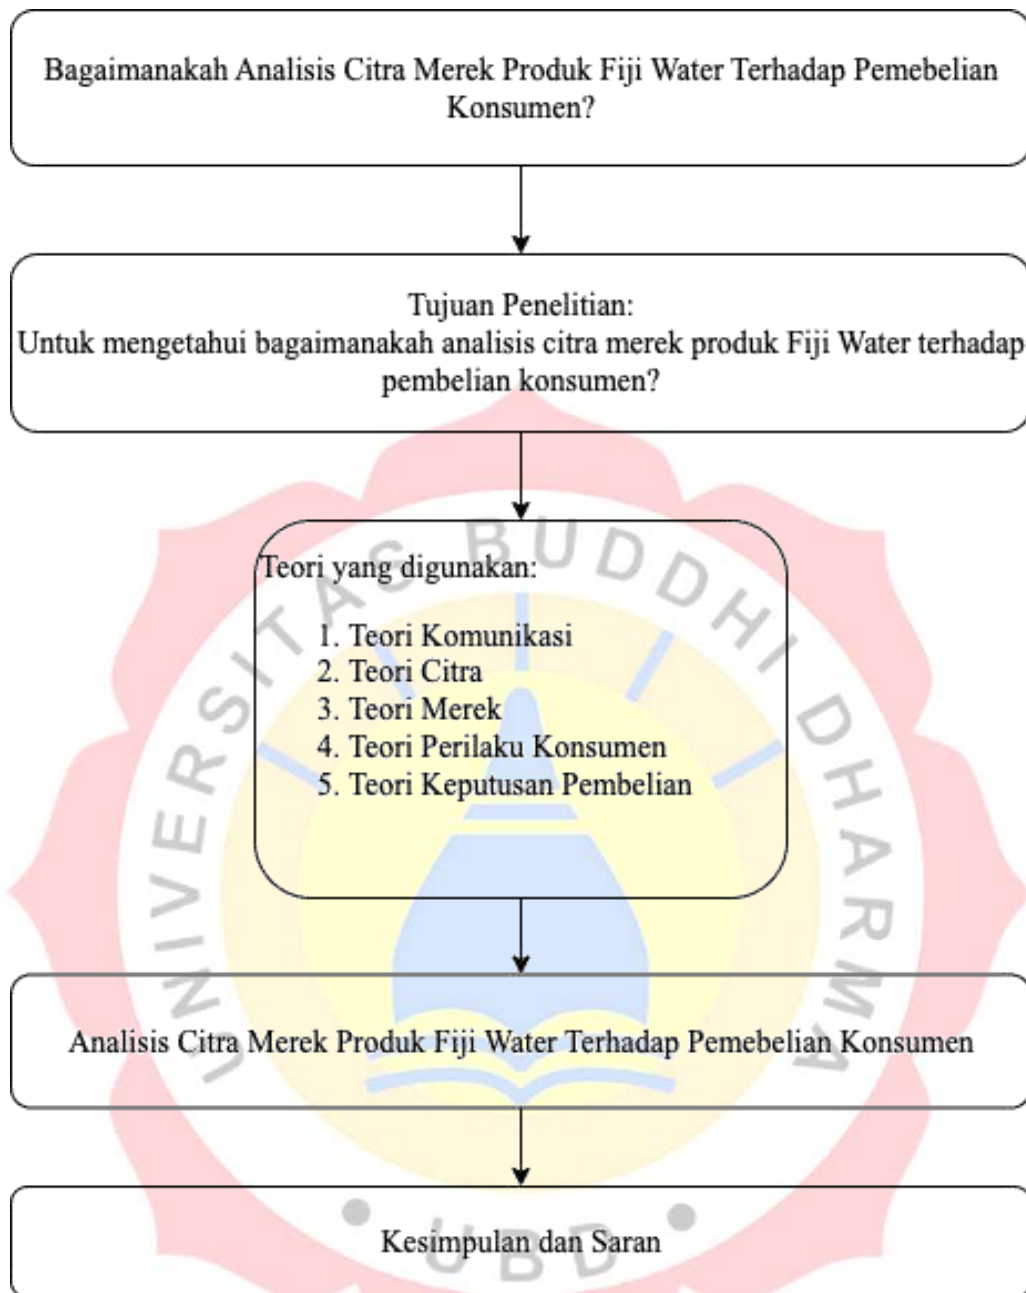 Bagaimanakah Analisis Citra Merek Produk Fiji Water Terhadap Pemebelian
Konsumen?
Tujuan Penelitian:
Untuk mengetahui bagaimanakah analisis citra merek produk Fiji Water terhadap
pembelian konsumen?
Teori yang digunakan:
1. Teori Komunikasi
2. Teori Citra
3. Teori Merek
4. Teori Perilaku Konsumen
5. Teori Keputusan Pembelian
Analisis Citra Merek Produk Fiji Water Terhadap Pemebelian Konsumen
Kesimpulan dan Saran
UNIVERSITAS BUDDHI DHARMA
• UBD •